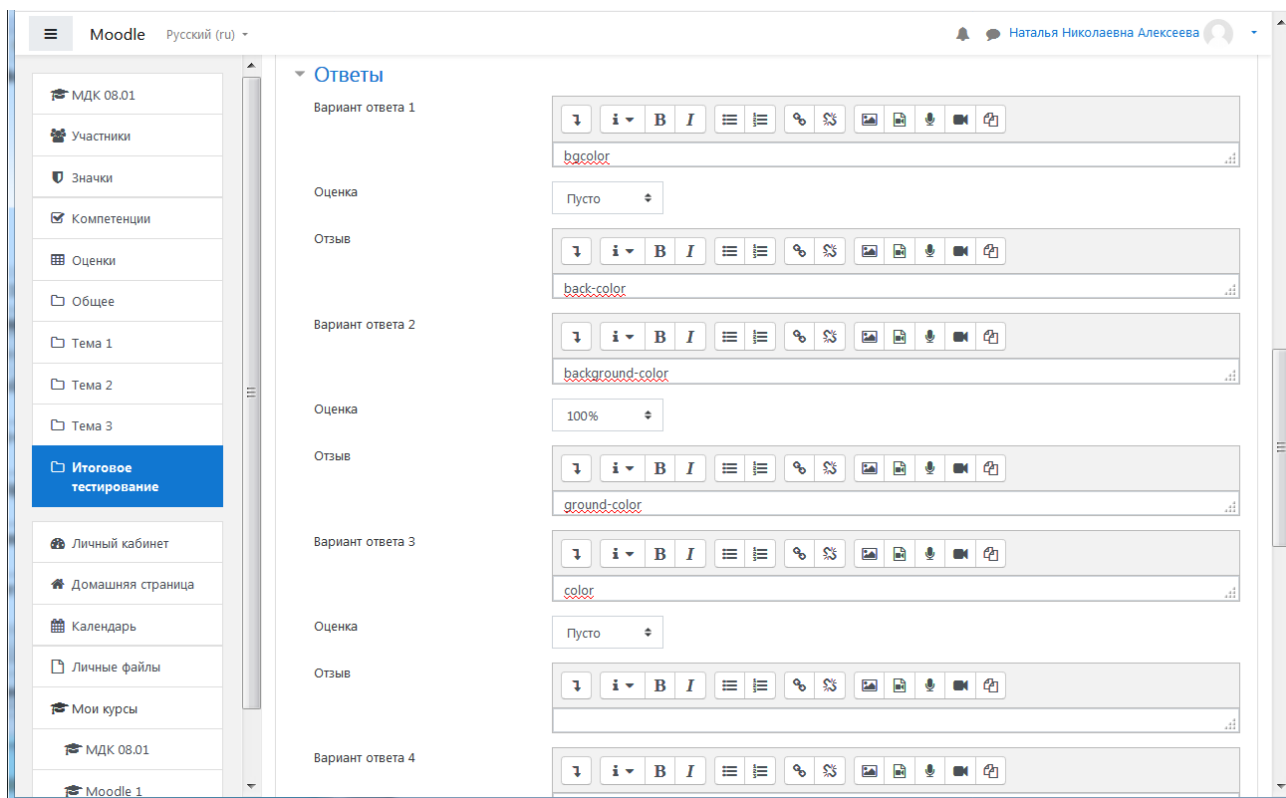 Moodle Русский (ru)
Наталья Николаевна Алексеева
МДК 08.01
Участники
Значки
Компетенции
Оценки
Общее
Тема 1
Тема 2
Тема 3
Итоговое
тестирование
Личный кабинет
Домашняя страница
Календарь
Личные файлы
Мои курсы
МДК 08.01
Moodle 1
Ответы
Вариант ответа 1
bgcolor
Оценка
Пусто
Отзыв
back-color
Вариант ответа 2
background-color
Оценка
100%
Отзыв
ground-color
Вариант ответа 3
color
Оценка
Пусто
Отзыв
Вариант ответа 4